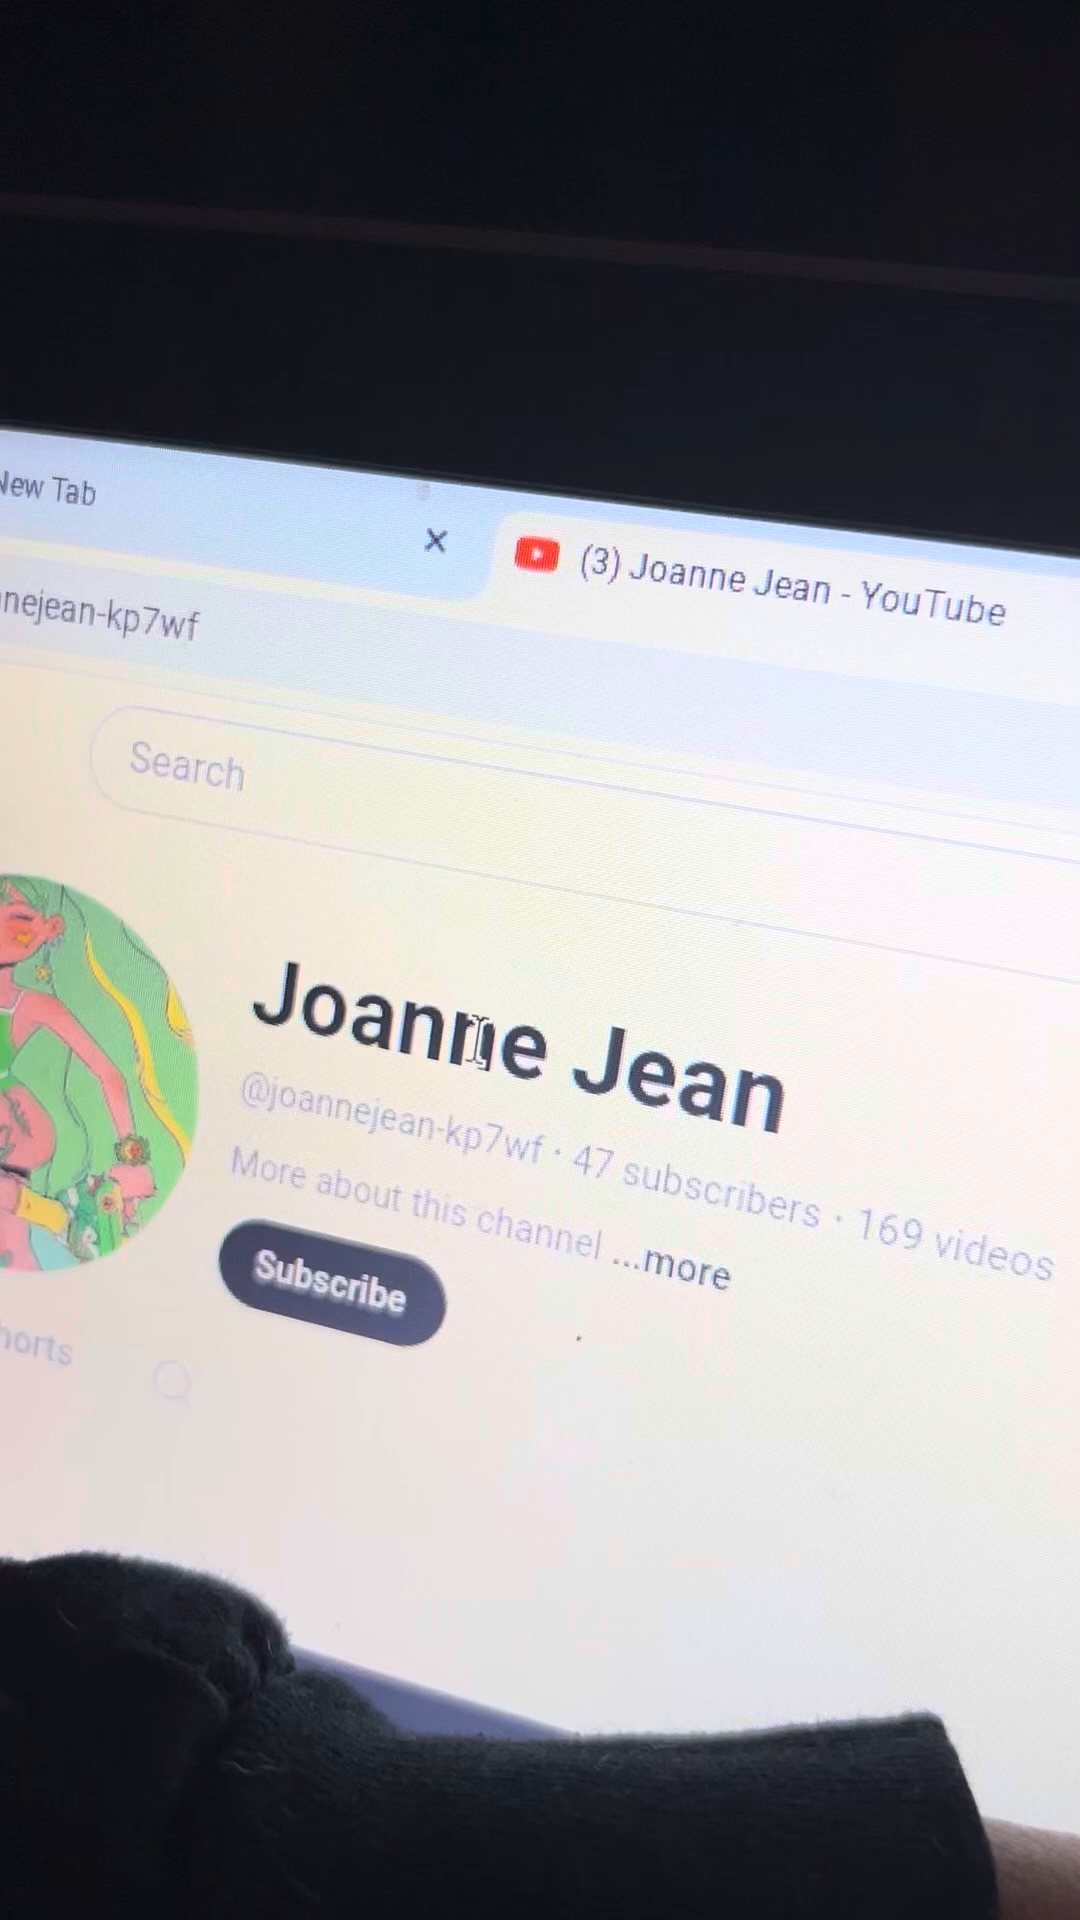 New Tab
(3) Joanne Jean - YouTube
nejean-kp7wf
Search
Joanne Jean
@joannejean-kp7wf · 47 subscribers · 169 videos
More about this channel ...more
Subscribe
horts